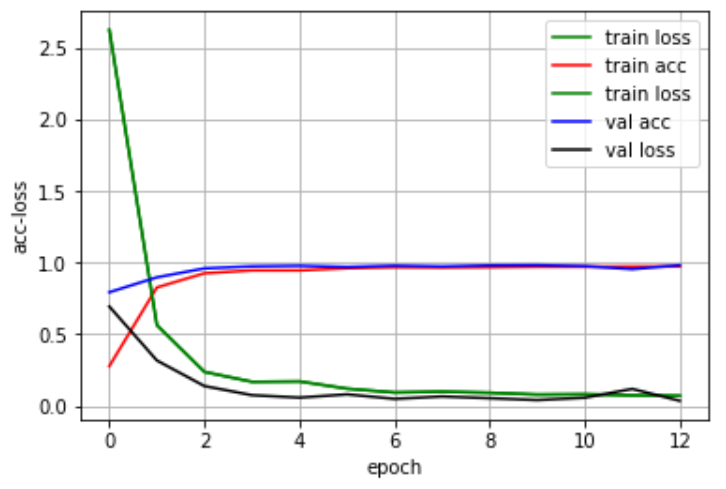 train loss
train acc
train loss
val acc
val loss
2.5
2.0
1.5
1.0
0.5
0.0
acc-loss
0 2 4 6 8 10 12
epoch